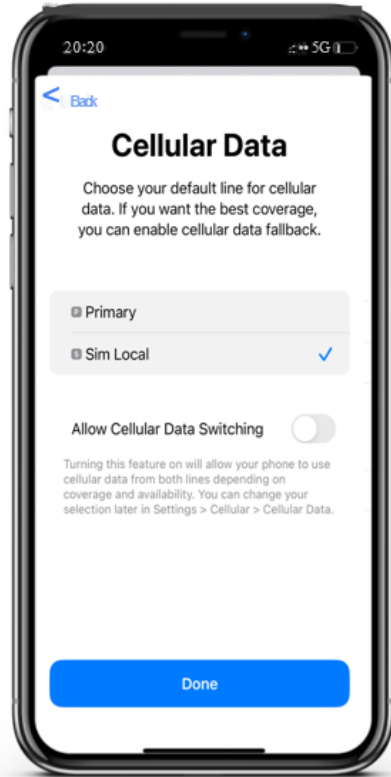 20:20
5G
< Back
Cellular Data
Choose your default line for cellular
data. If you want the best coverage,
you can enable cellular data fallback.
P Primary
S Sim Local
Allow Cellular Data Switching
Turning this feature on will allow your phone to use
cellular data from both lines depending on
coverage and availability. You can change your
selection later in Settings > Cellular > Cellular Data.
Done